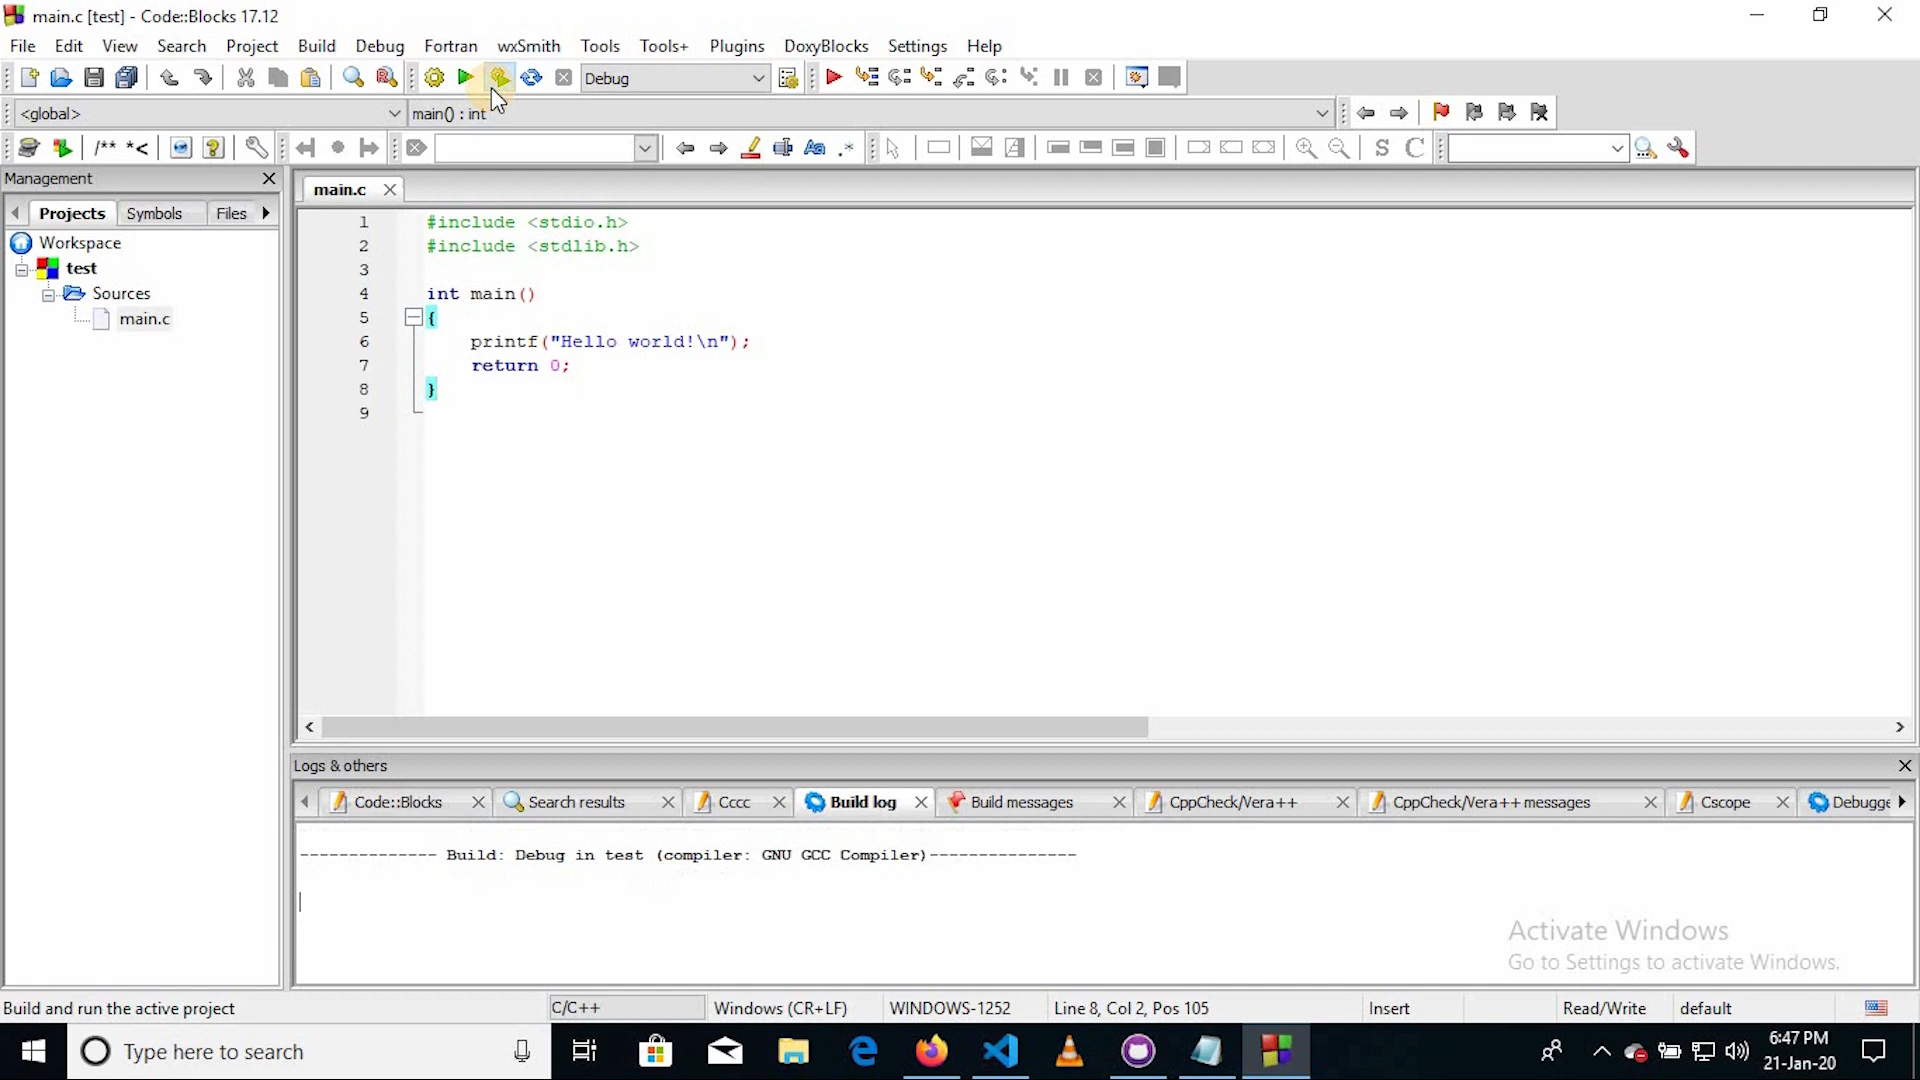 main.c [test] - Code::Blocks 17.12
File Edit View Search Project Build Debug Fortran wxSmith Tools Tools+ Plugins DoxyBlocks Settings Help
Debug
<global> main() : int
/** *< Aa .* S C
Management
Projects Symbols Files
Workspace
test
Sources
main.c
main.c
1 #include <stdio.h>
2 #include <stdlib.h>
3
4 int main()
5 {
6 printf("Hello world!\n");
7 return 0;
8 }
9
Logs & others
Code::Blocks Search results Cccc Build log Build messages CppCheck/Vera++ CppCheck/Vera++ messages Cscope Debugge
-------------- Build: Debug in test (compiler: GNU GCC Compiler)---------------
Activate Windows
Go to Settings to activate Windows.
Build and run the active project C/C++ Windows (CR+LF) WINDOWS-1252 Line 8, Col 2, Pos 105 Insert Read/Write default
Type here to search
6:47 PM
21-Jan-20